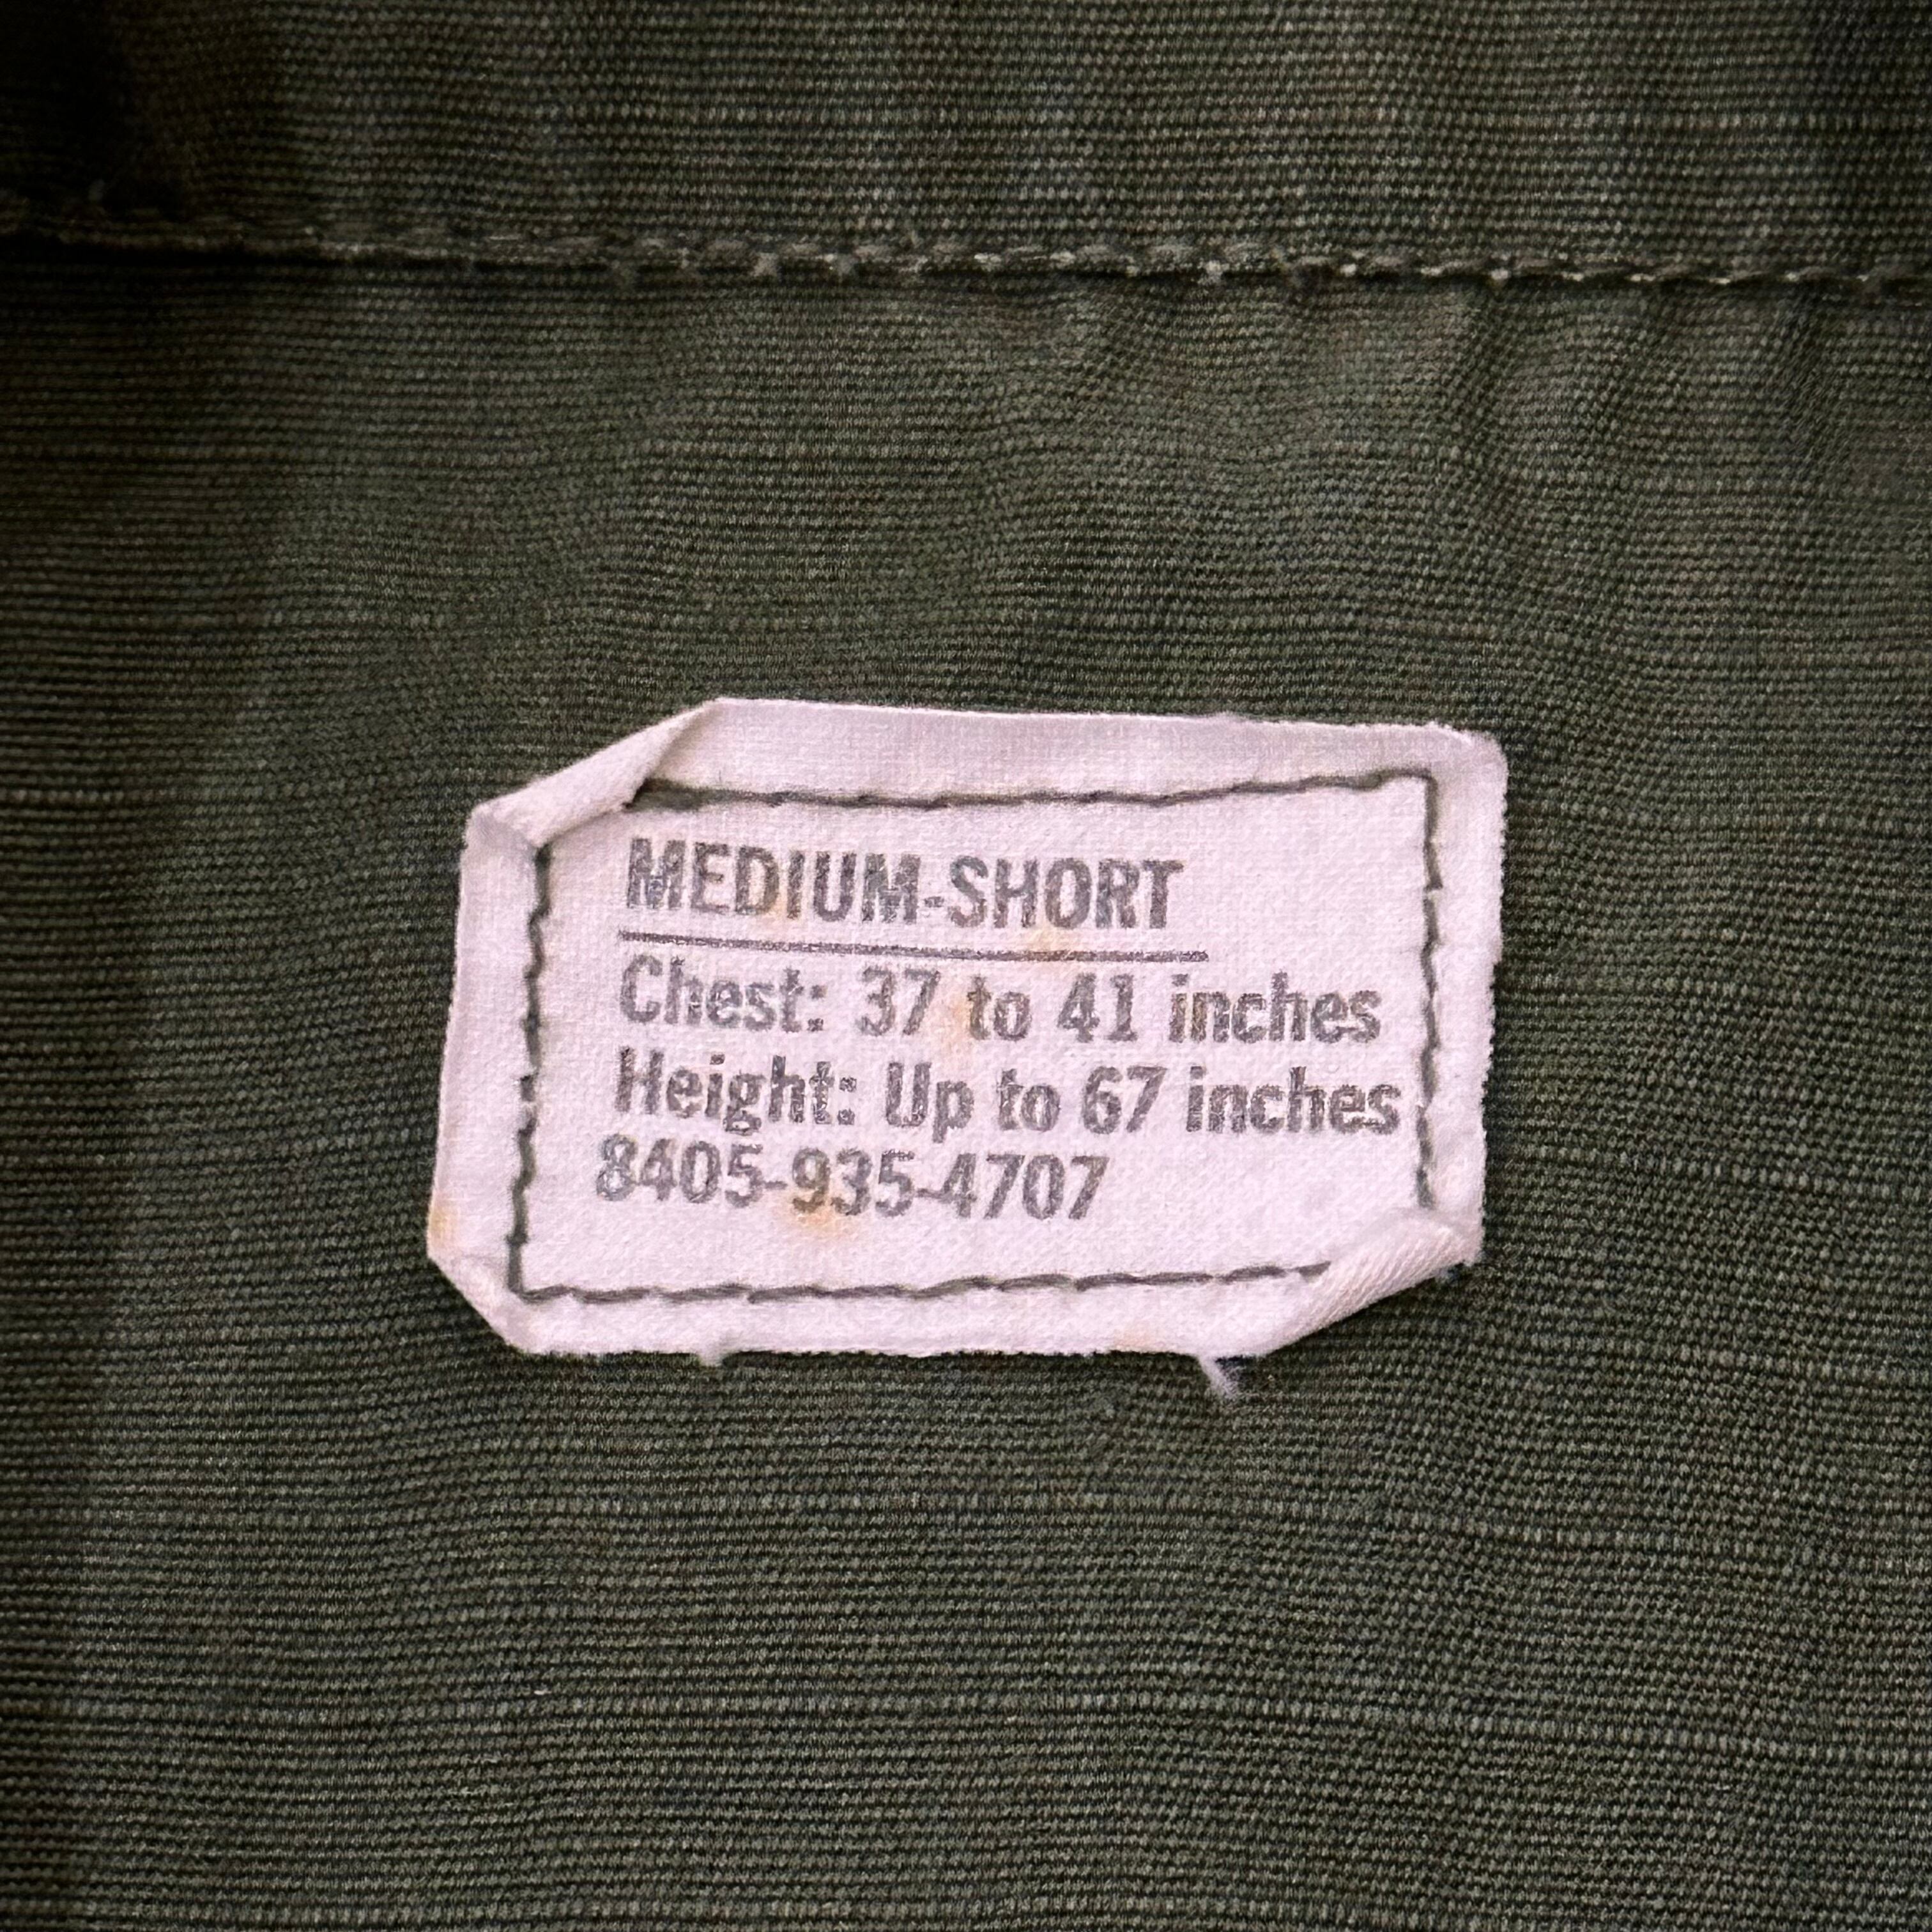 MEDIUM-SHORT
Chest: 37 to 41 inches
Height: Up to 67 inches
8405-935-4707